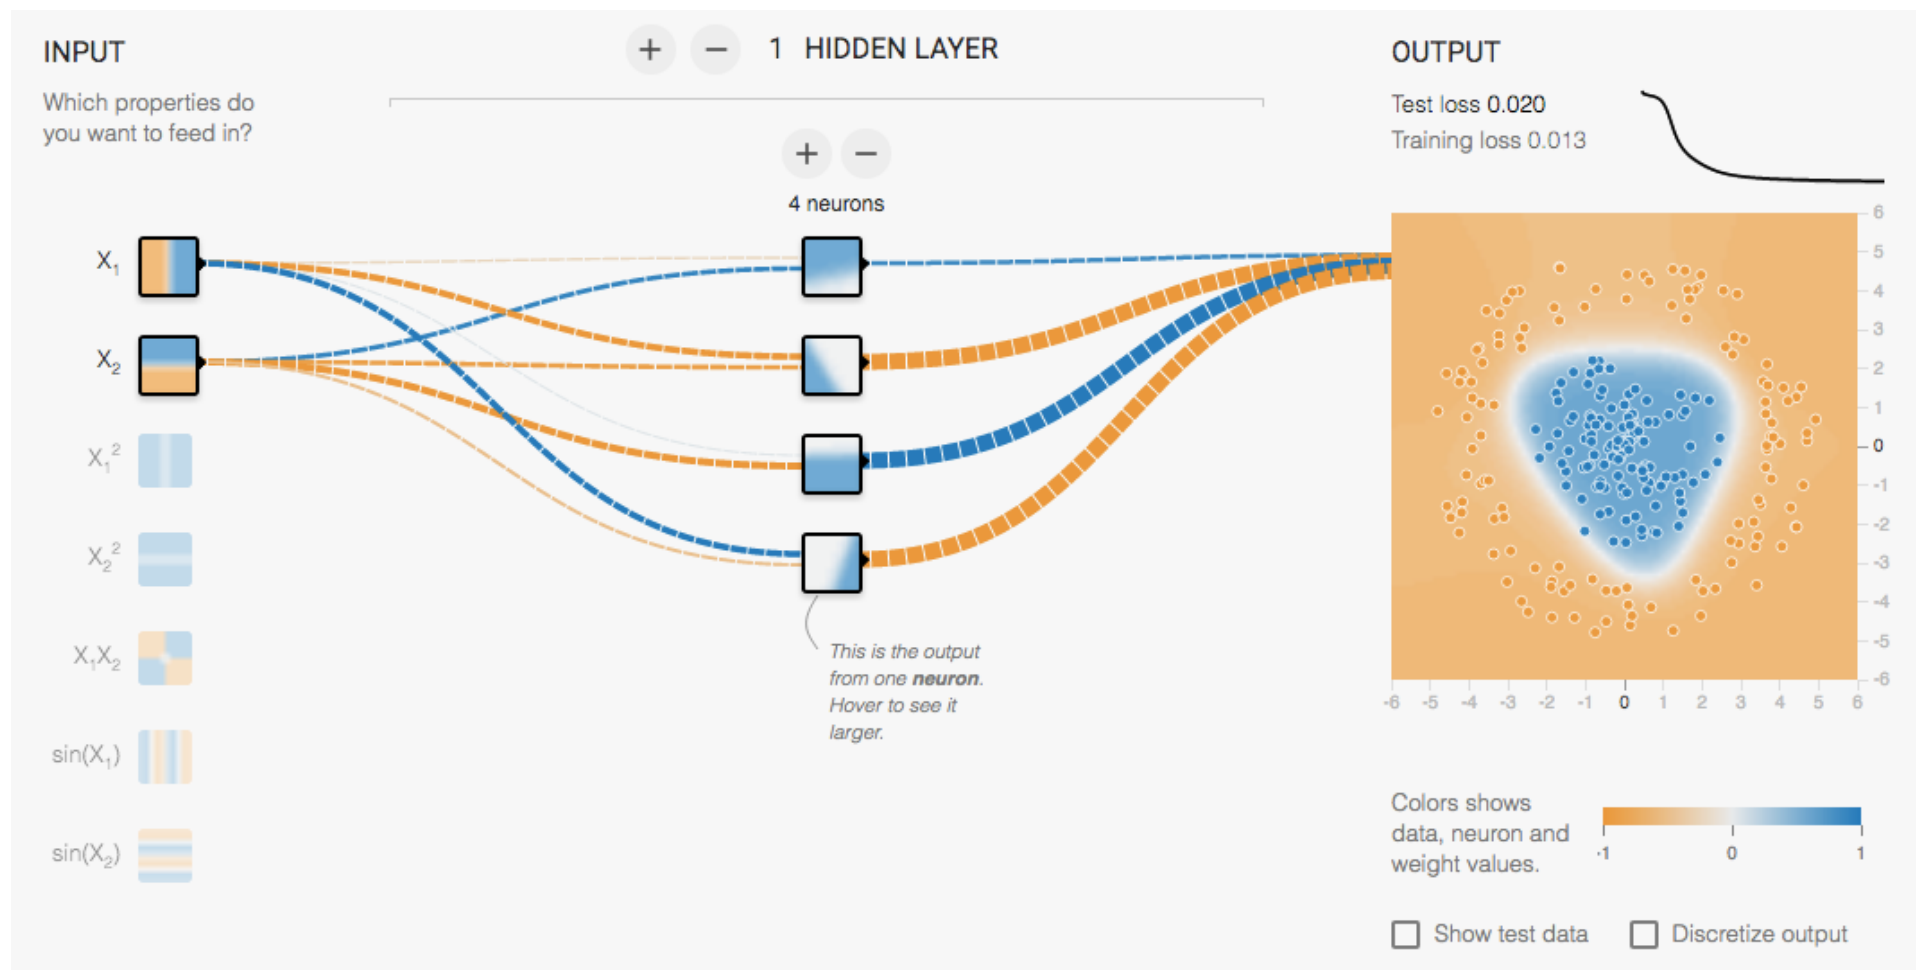 INPUT
Which properties do
you want to feed in?
+ − 1 HIDDEN LAYER
+ −
4 neurons
X₁
X₂
X₁²
X₂²
X₁X₂
sin(X₁)
sin(X₂)
This is the output
from one neuron.
Hover to see it
larger.
OUTPUT
Test loss 0.020
Training loss 0.013
6
5
4
3
2
1
0
-1
-2
-3
-4
-5
-6
-6 -5 -4 -3 -2 -1 0 1 2 3 4 5 6
Colors shows
data, neuron and
weight values.
-1 0 1
Show test data
Discretize output